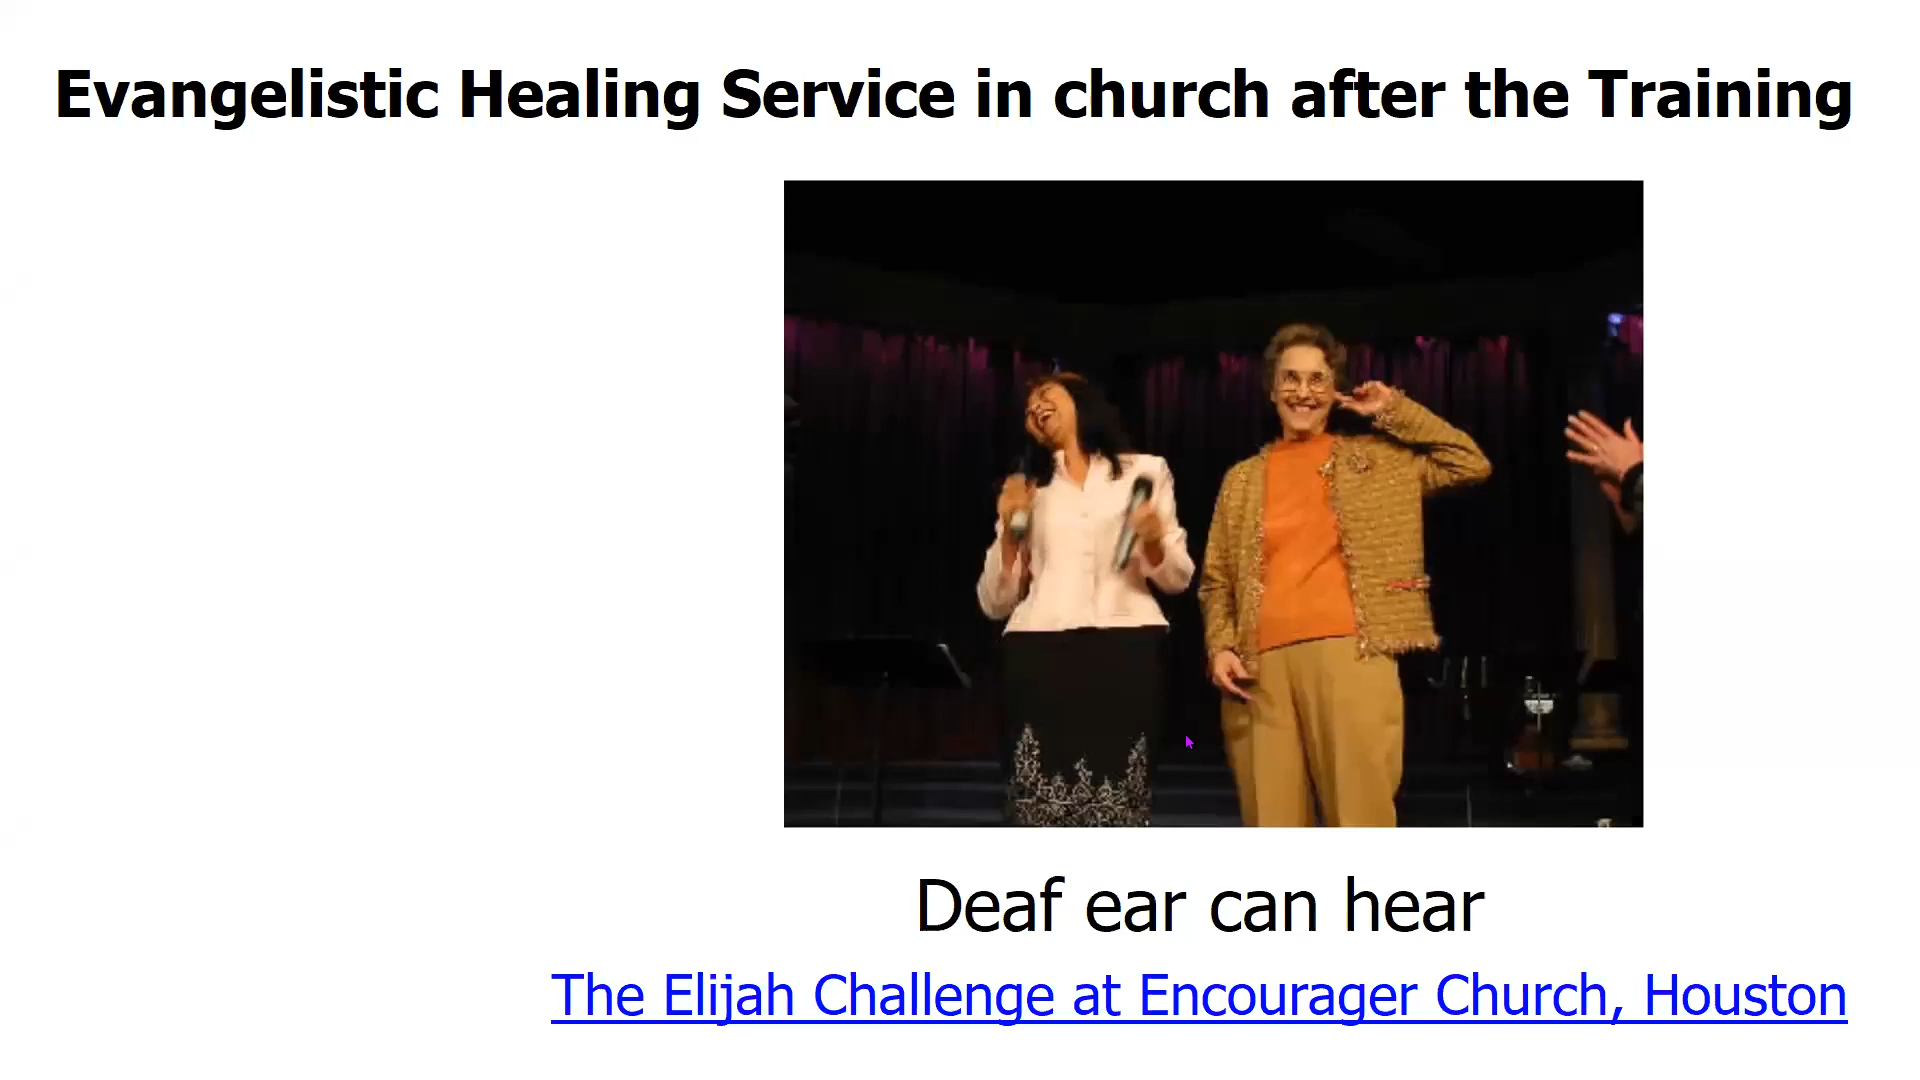 Evangelistic Healing Service in church after the Training
Deaf ear can hear
The Elijah Challenge at Encourager Church, Houston